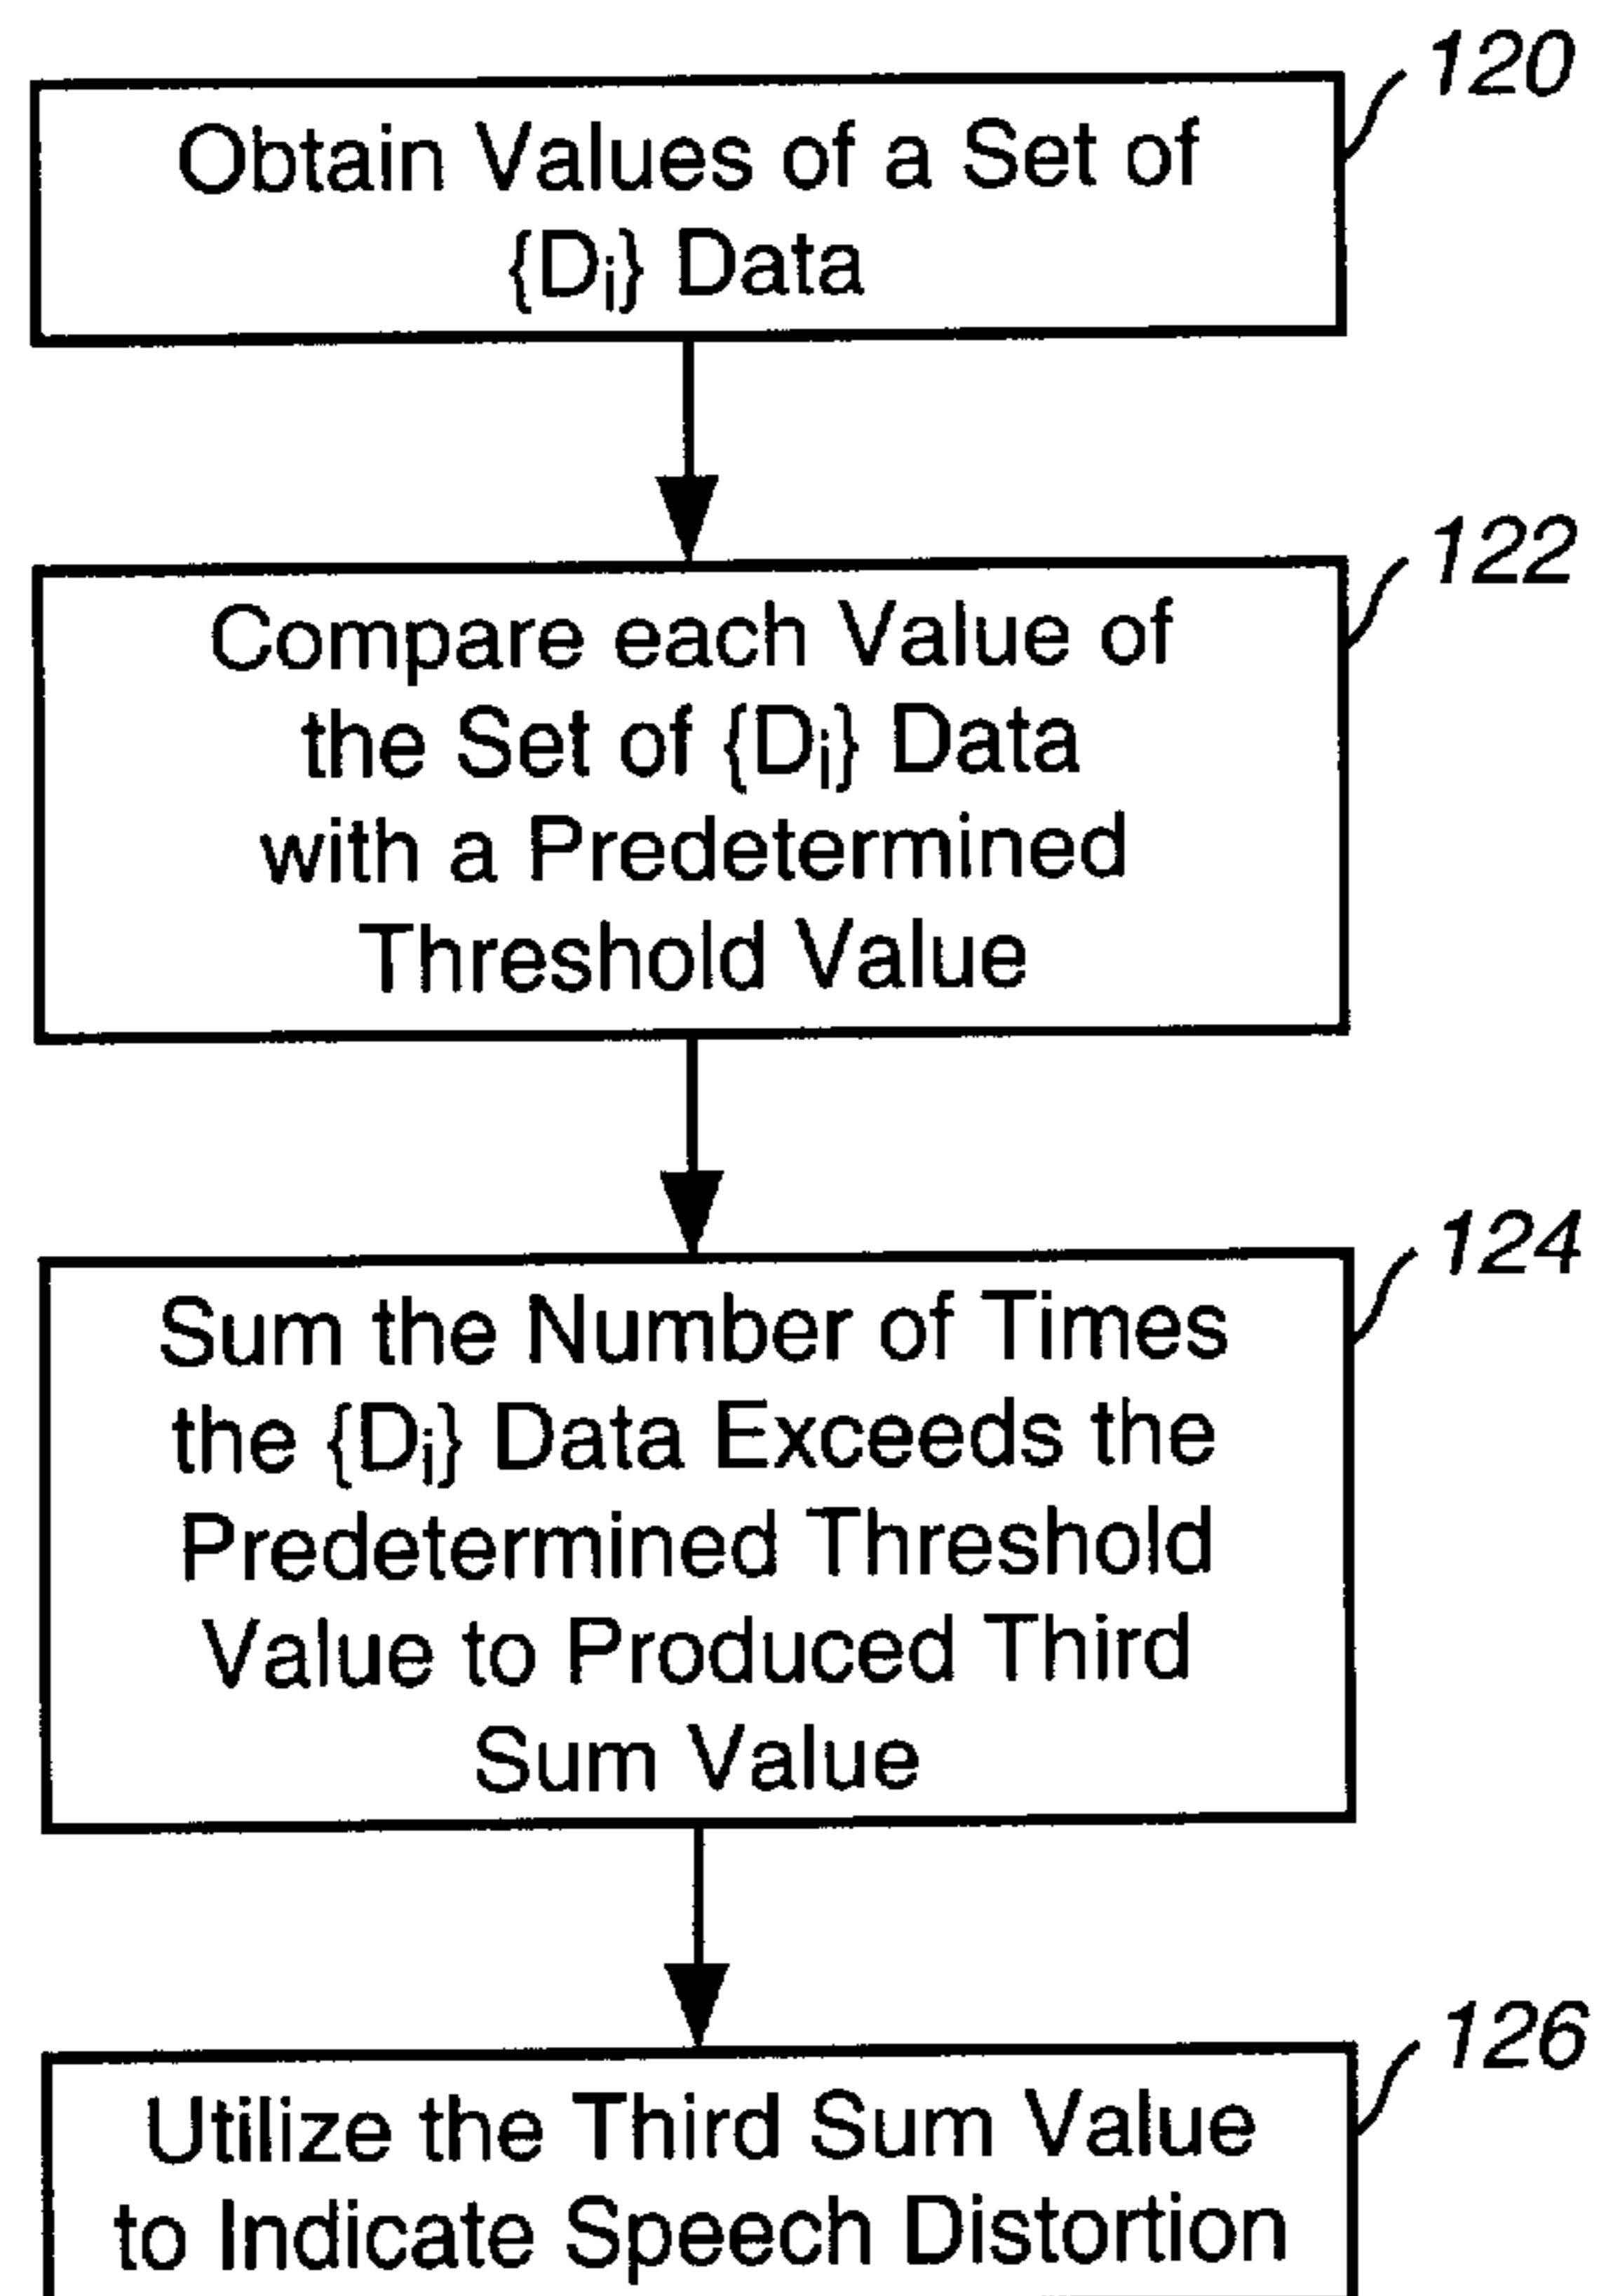 120
Obtain Values of a Set of
{Di} Data
122
Compare each Value of
the Set of {Di} Data
with a Predetermined
Threshold Value
124
Sum the Number of Times
the {Di} Data Exceeds the
Predetermined Threshold
Value to Produced Third
Sum Value
126
Utilize the Third Sum Value
to Indicate Speech Distortion